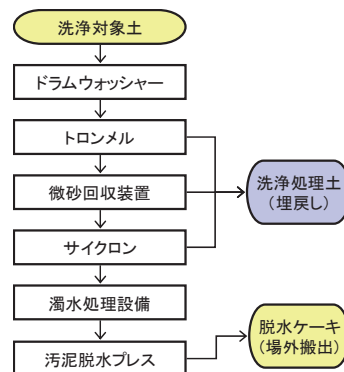 洗浄対象土
ドラムウォッシャー
トロンメル
微砂回収装置
洗浄処理土
(埋戻し)
サイクロン
濁水処理設備
脱水ケーキ
(場外搬出)
汚泥脱水プレス